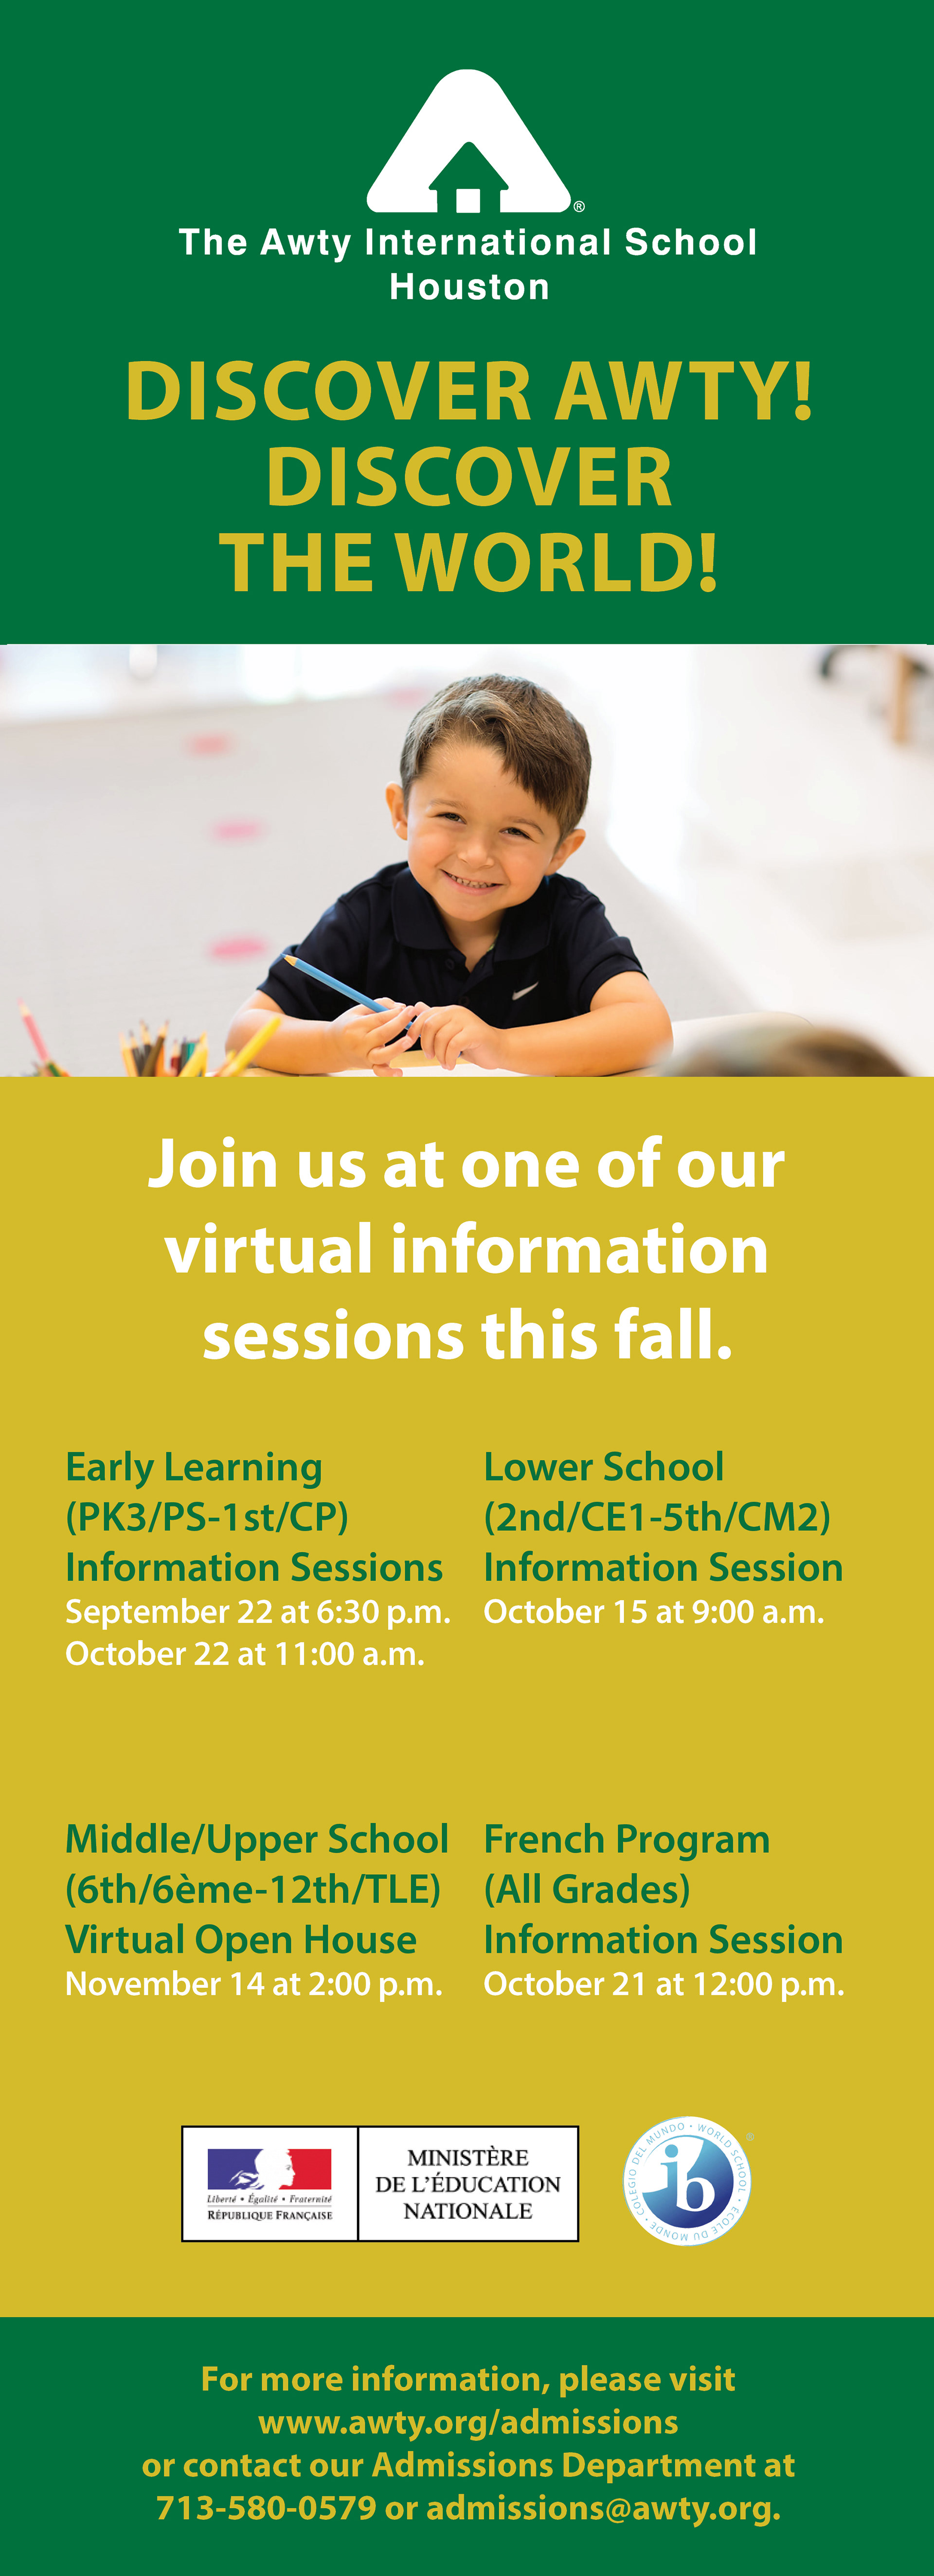 ®
The Awty International School
Houston
DISCOVER AWTY!
DISCOVER
THE WORLD!
Join us at one of our
virtual information
sessions this fall.
Early Learning
(PK3/PS-1st/CP)
Information Sessions
September 22 at 6:30 p.m.
October 22 at 11:00 a.m.
Lower School
(2nd/CE1-5th/CM2)
Information Session
October 15 at 9:00 a.m.
Middle/Upper School
(6th/6ème-12th/TLE)
Virtual Open House
November 14 at 2:00 p.m.
French Program
(All Grades)
Information Session
October 21 at 12:00 p.m.
Liberté • Égalité • Fraternité
RÉPUBLIQUE FRANÇAISE
MINISTÈRE
DE L'ÉDUCATION
NATIONALE
COLEGIO DEL MUNDO • WORLD SCHOOL • ÉCOLE DU MONDE •
ib
For more information, please visit
www.awty.org/admissions
or contact our Admissions Department at
713-580-0579 or admissions@awty.org.